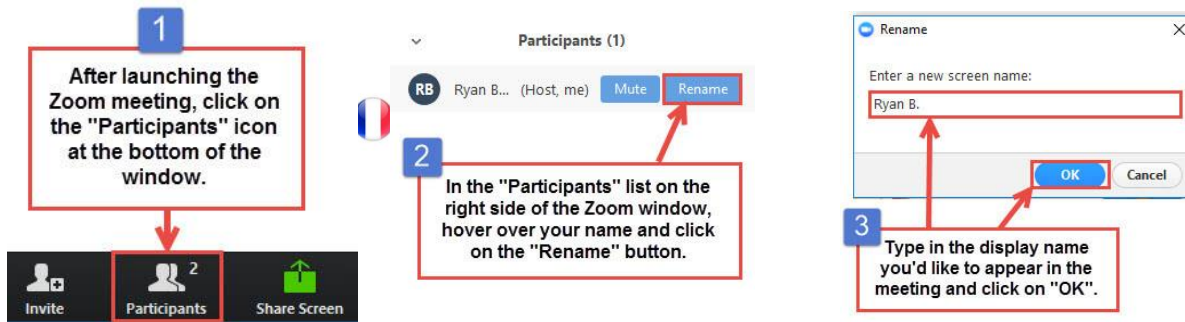 1
After launching the
Zoom meeting, click on
the "Participants" icon
at the bottom of the
window.
Invite
Participants
2
Share Screen
Participants (1)
RB Ryan B... (Host, me) Mute Rename
2
In the "Participants" list on the
right side of the Zoom window,
hover over your name and click
on the "Rename" button.
Rename
Enter a new screen name:
Ryan B.
OK Cancel
3
Type in the display name
you'd like to appear in the
meeting and click on "OK".